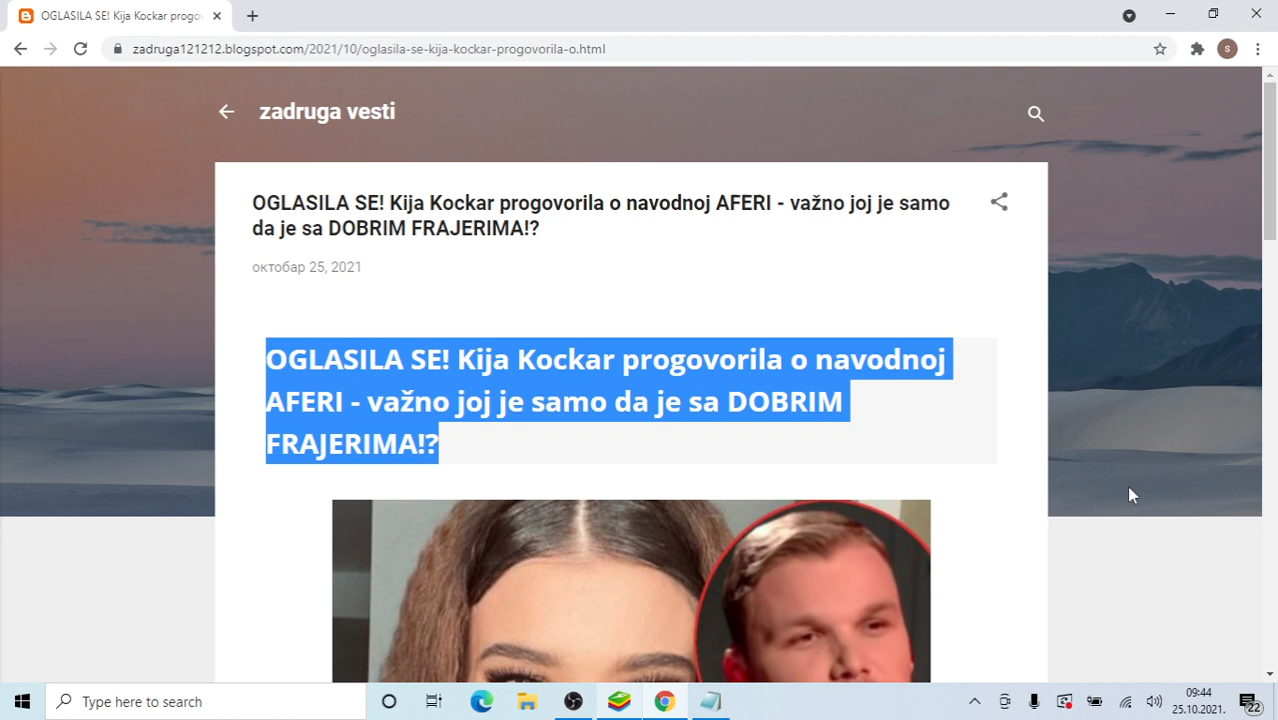 OGLASILA SE! Kija Kockar progov
zadruga121212.blogspot.com/2021/10/oglasila-se-kija-kockar-progovorila-o.html
S
zadruga vesti
OGLASILA SE! Kija Kockar progovorila o navodnoj AFERI - važno joj je samo
da je sa DOBRIM FRAJERIMA!?
октобар 25, 2021
OGLASILA SE! Kija Kockar progovorila o navodnoj
AFERI - važno joj je samo da je sa DOBRIM
FRAJERIMA!?
Type here to search
09:44
25.10.2021.
22